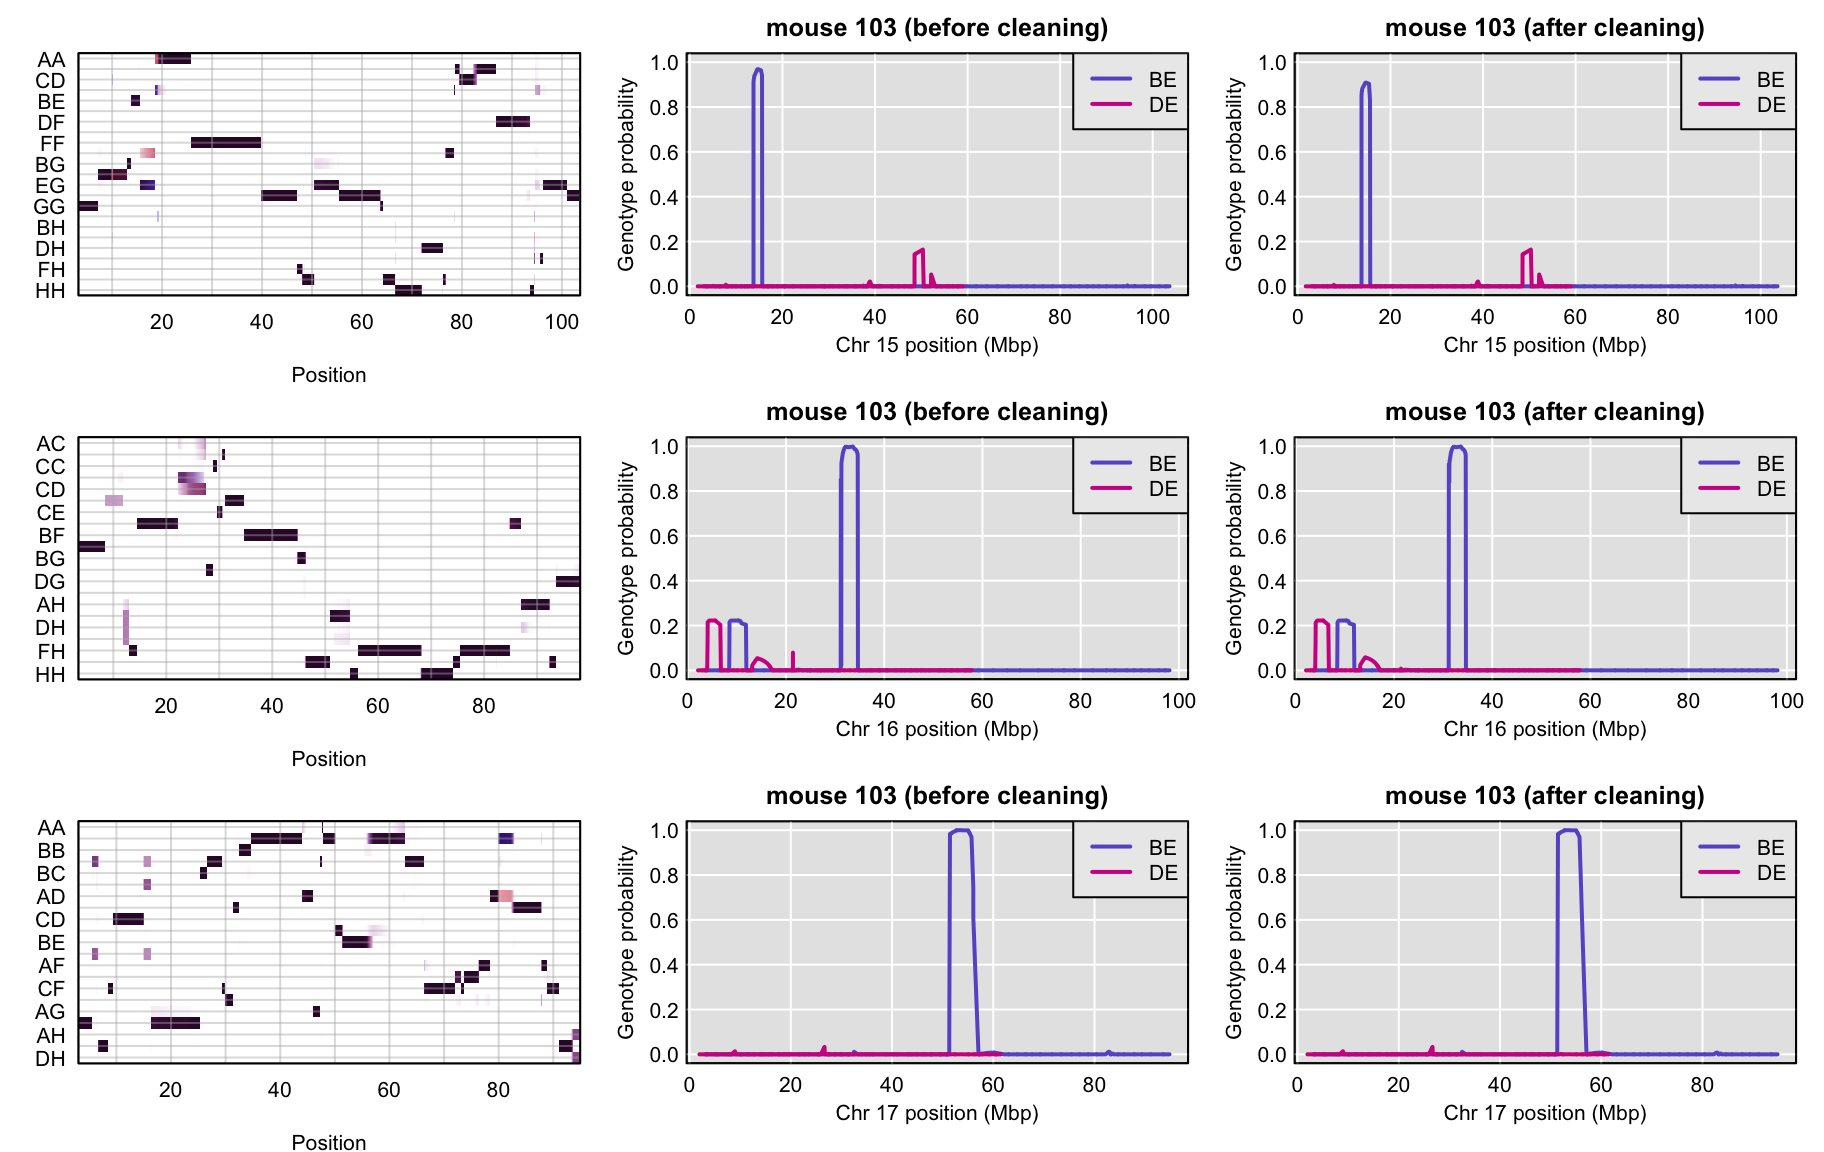 AA
CD
BE
DF
FF
BG
EG
GG
BH
DH
FH
HH
20 40 60 80 100
Position
mouse 103 (before cleaning)
Genotype probability
1.0
0.8
0.6
0.4
0.2
0.0
BE
DE
0 20 40 60 80 100
Chr 15 position (Mbp)
mouse 103 (after cleaning)
Genotype probability
1.0
0.8
0.6
0.4
0.2
0.0
BE
DE
0 20 40 60 80 100
Chr 15 position (Mbp)
AC
CC
CD
CE
BF
BG
DG
AH
DH
FH
HH
20 40 60 80
Position
mouse 103 (before cleaning)
Genotype probability
1.0
0.8
0.6
0.4
0.2
0.0
BE
DE
0 20 40 60 80 100
Chr 16 position (Mbp)
mouse 103 (after cleaning)
Genotype probability
1.0
0.8
0.6
0.4
0.2
0.0
BE
DE
0 20 40 60 80 100
Chr 16 position (Mbp)
AA
BB
BC
AD
CD
BE
AF
CF
AG
AH
DH
20 40 60 80
Position
mouse 103 (before cleaning)
Genotype probability
1.0
0.8
0.6
0.4
0.2
0.0
BE
DE
0 20 40 60 80
Chr 17 position (Mbp)
mouse 103 (after cleaning)
Genotype probability
1.0
0.8
0.6
0.4
0.2
0.0
BE
DE
0 20 40 60 80
Chr 17 position (Mbp)